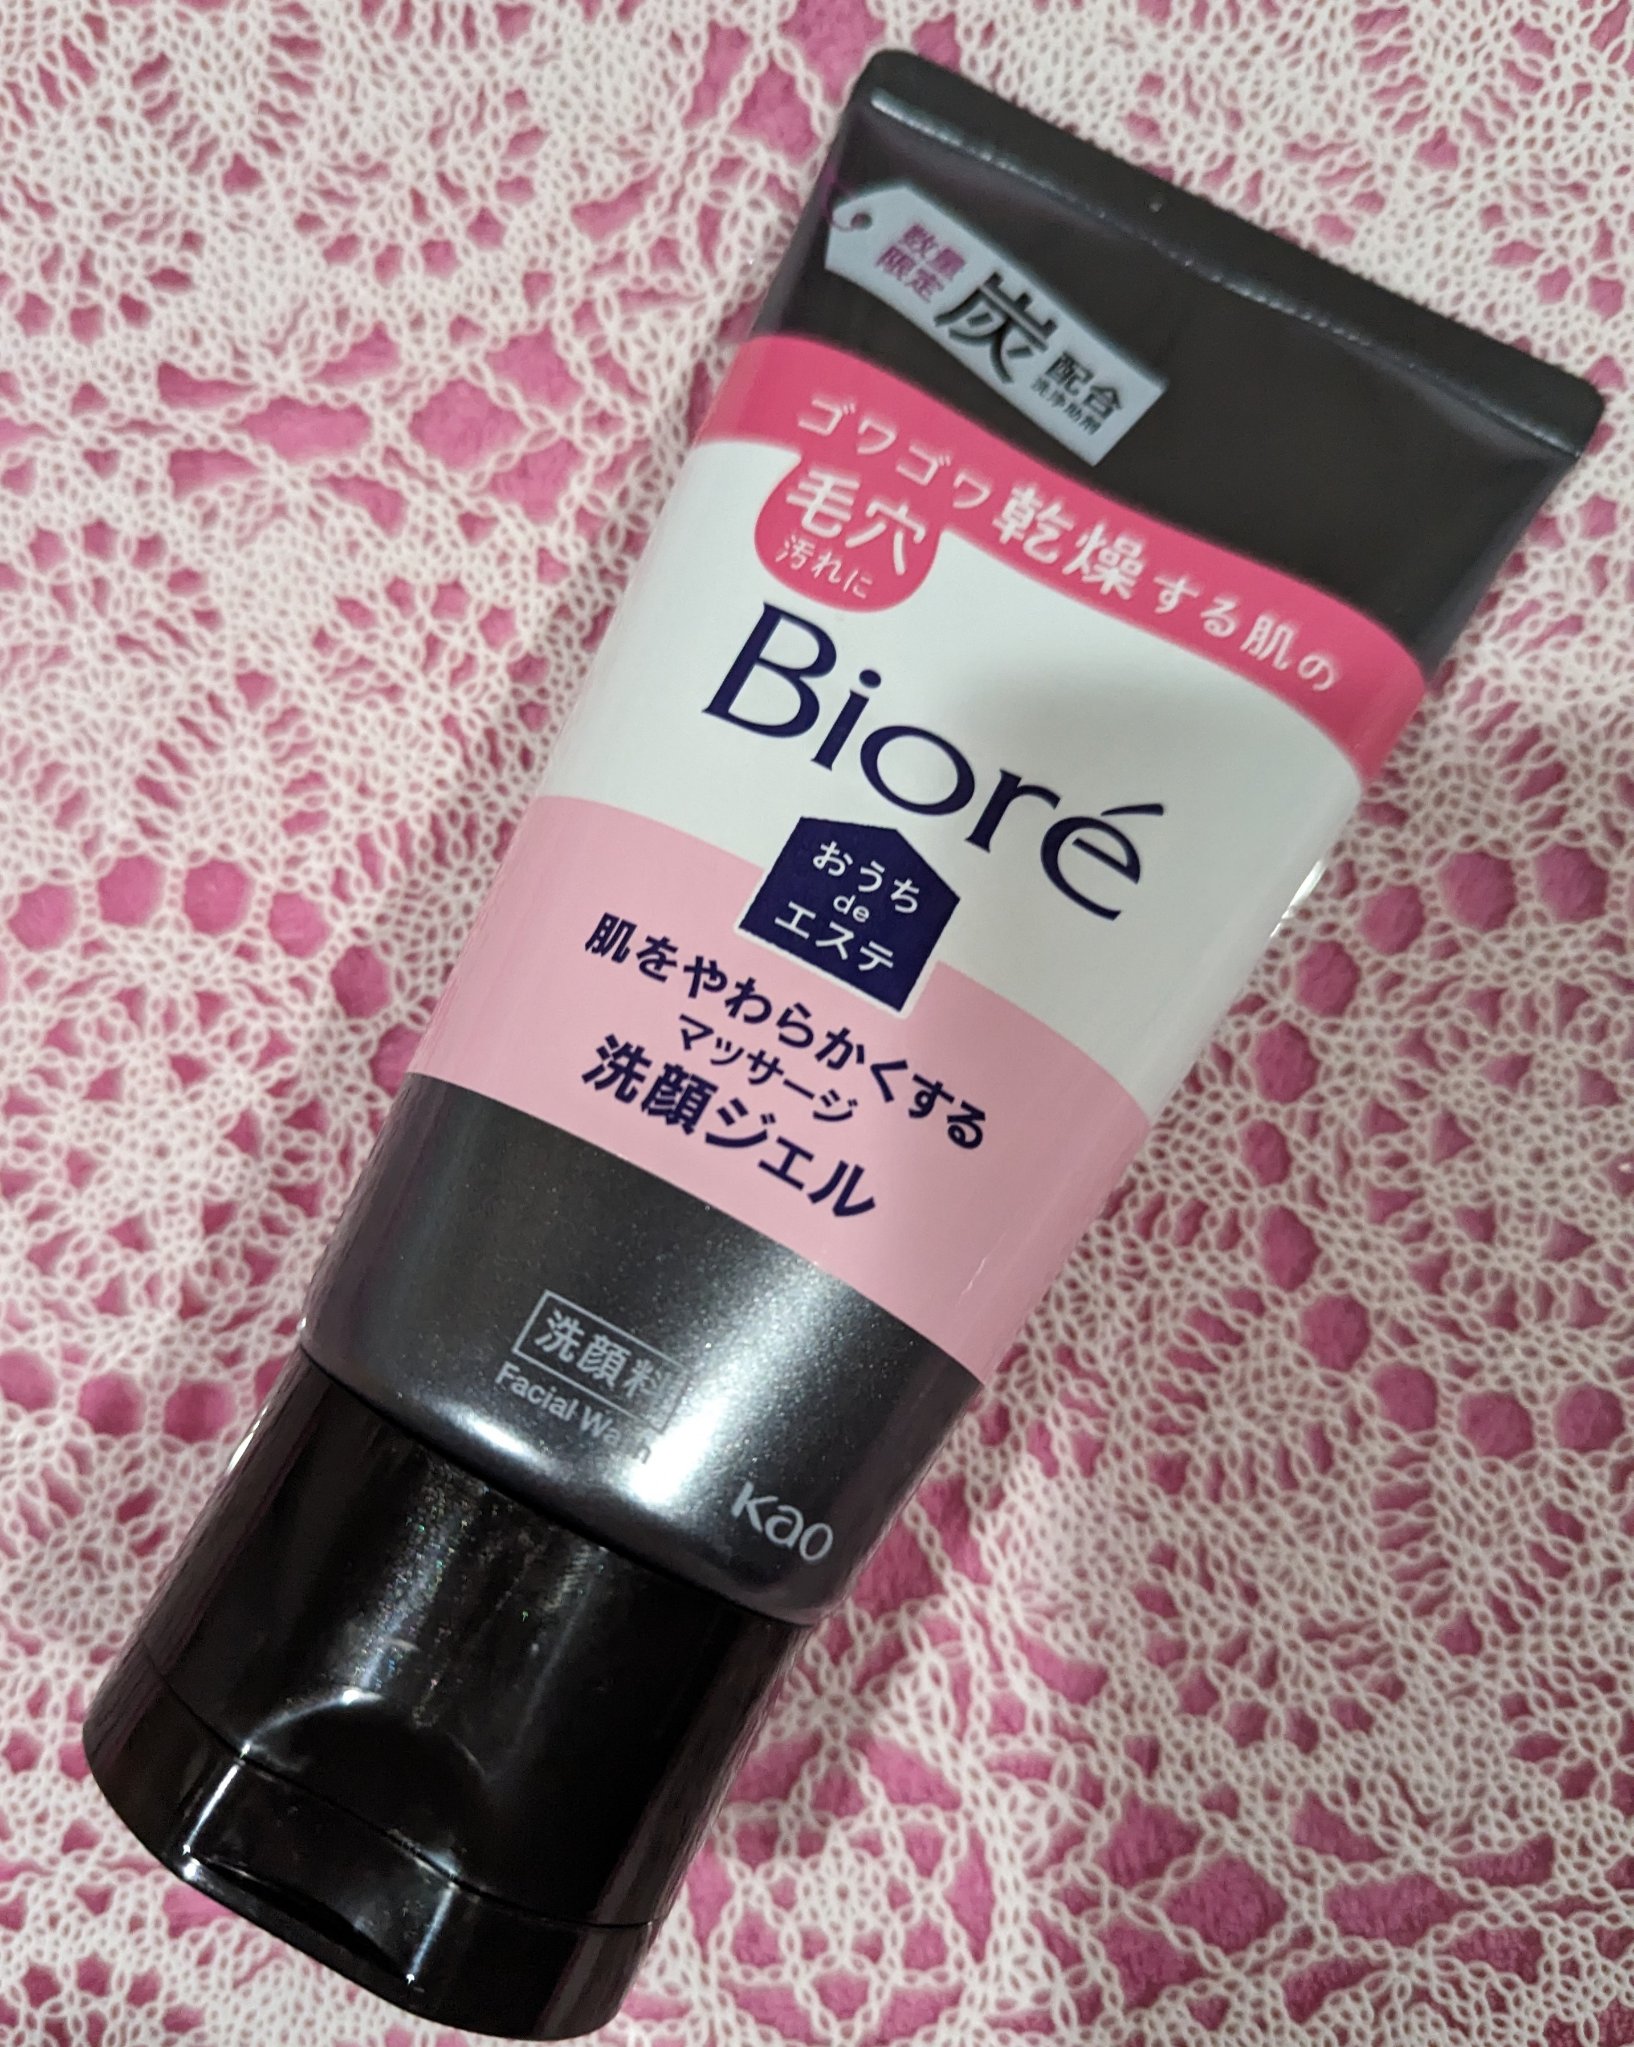 数量
限定
炭
配合
洗浄助剤
ゴワゴワ乾燥する肌の
毛穴
汚れに
Bioré
おうち
de
エステ
肌をやわらかくする
マッサージ
洗顔ジェル
洗顔料
Facial Wash
Kao